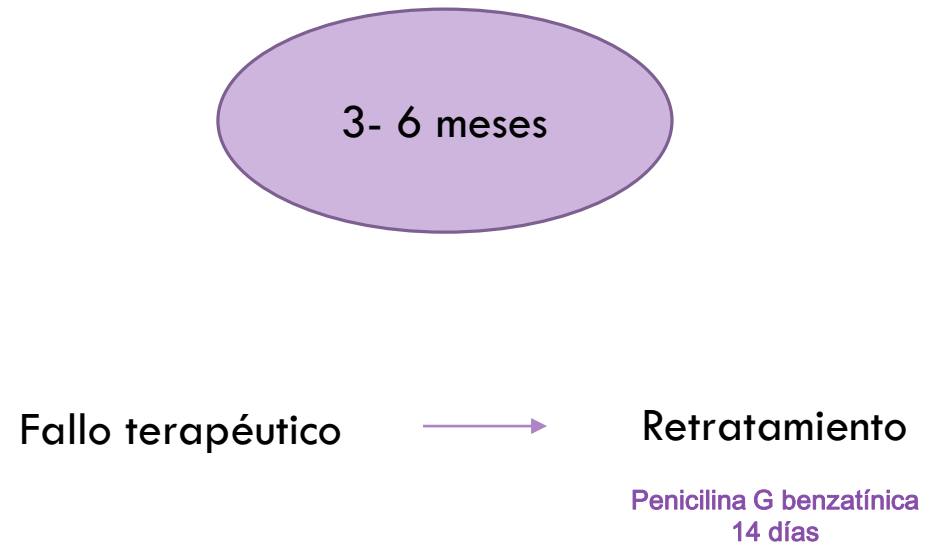 3- 6 meses
Fallo terapéutico
Retratamiento
Penicilina G benzatínica
14 días